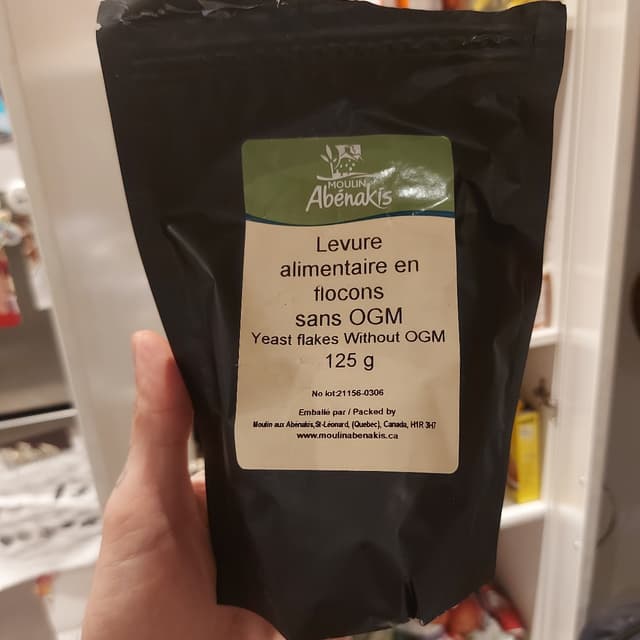 MOULIN
Abénakis
Levure
alimentaire en
flocons
sans OGM
Yeast flakes Without OGM
125 g
No lot:21156-0306
Emballé par / Packed by
Moulin aux Abénakis,St-Léonard, (Quebec), Canada, H1R 3H7
www.moulinabenakis.ca